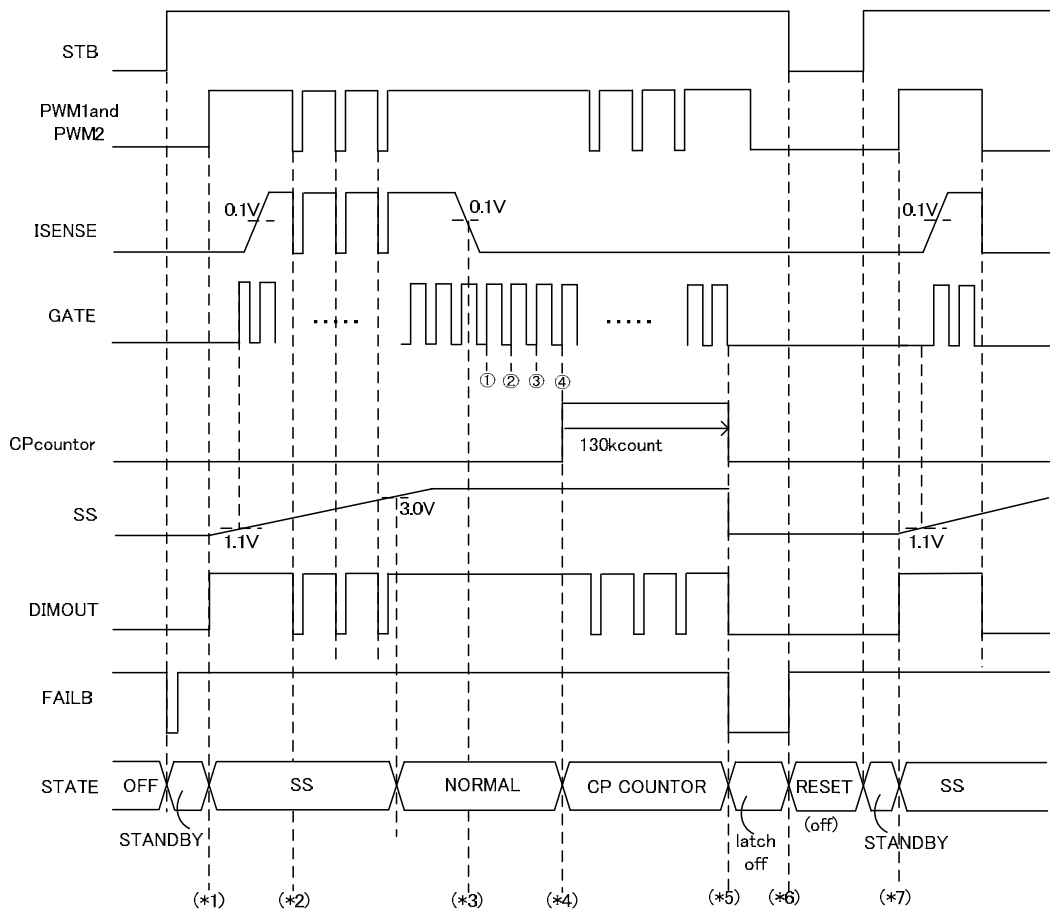 STB
PWM1and
PWM2
0.1V
0.1V
0.1V
ISENSE
GATE
.....
.....
① ② ③ ④
CPcountor
130kcount
SS
3.0V
1.1V
1.1V
DIMOUT
FAILB
STATE
OFF
SS
NORMAL
CP COUNTOR
RESET
SS
(off)
STANDBY
latch
off
STANDBY
(*1) (*2) (*3) (*4) (*5) (*6) (*7)